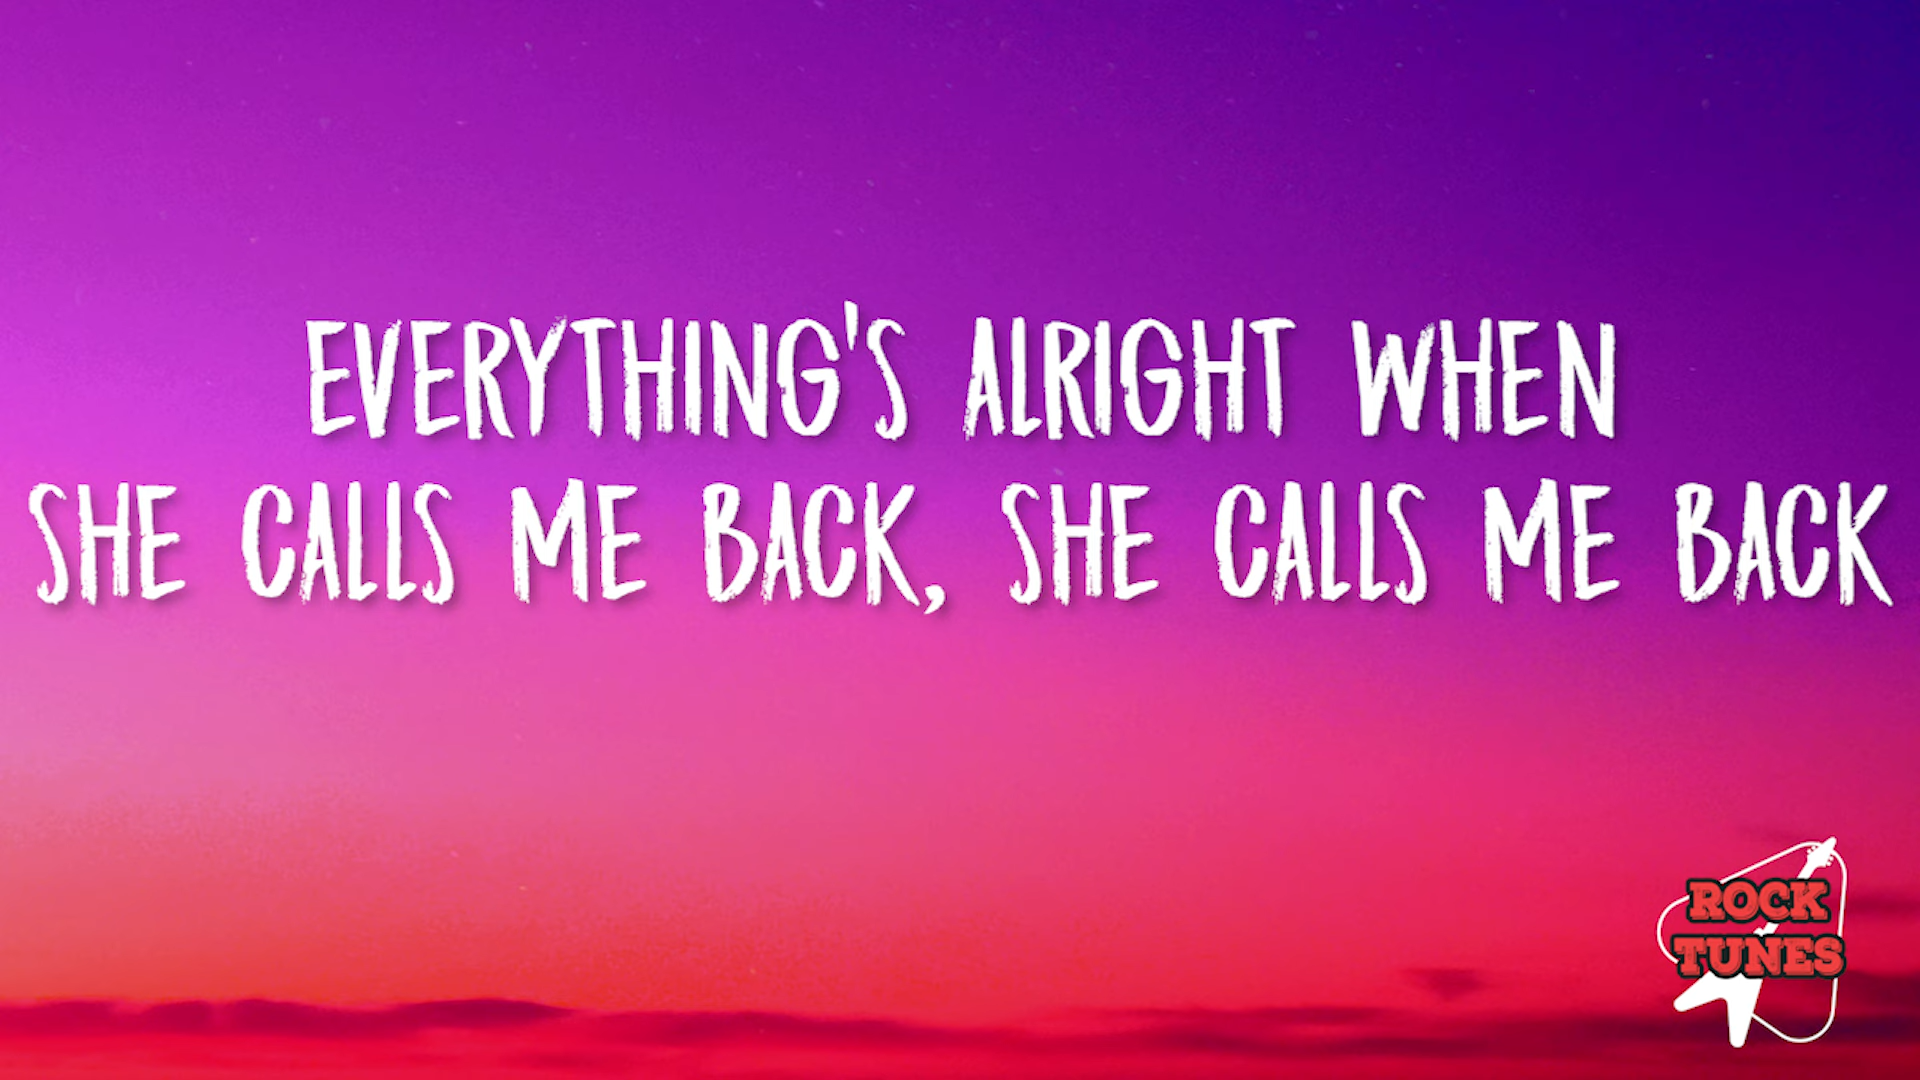 EVERYTHING'S ALRIGHT WHEN
SHE CALLS ME BACK, SHE CALLS ME BACK
ROCK
TUNES